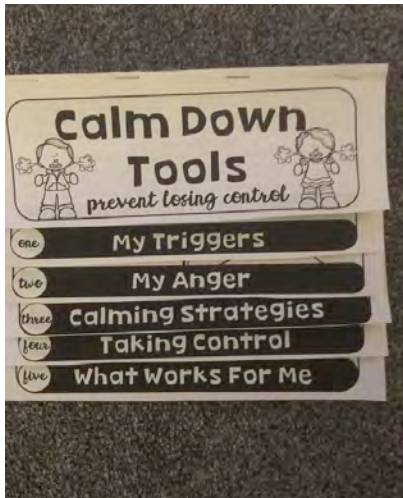 Calm Down
Tools
prevent losing control
one My Triggers
two My Anger
three Calming Strategies
four Taking Control
five What Works For Me